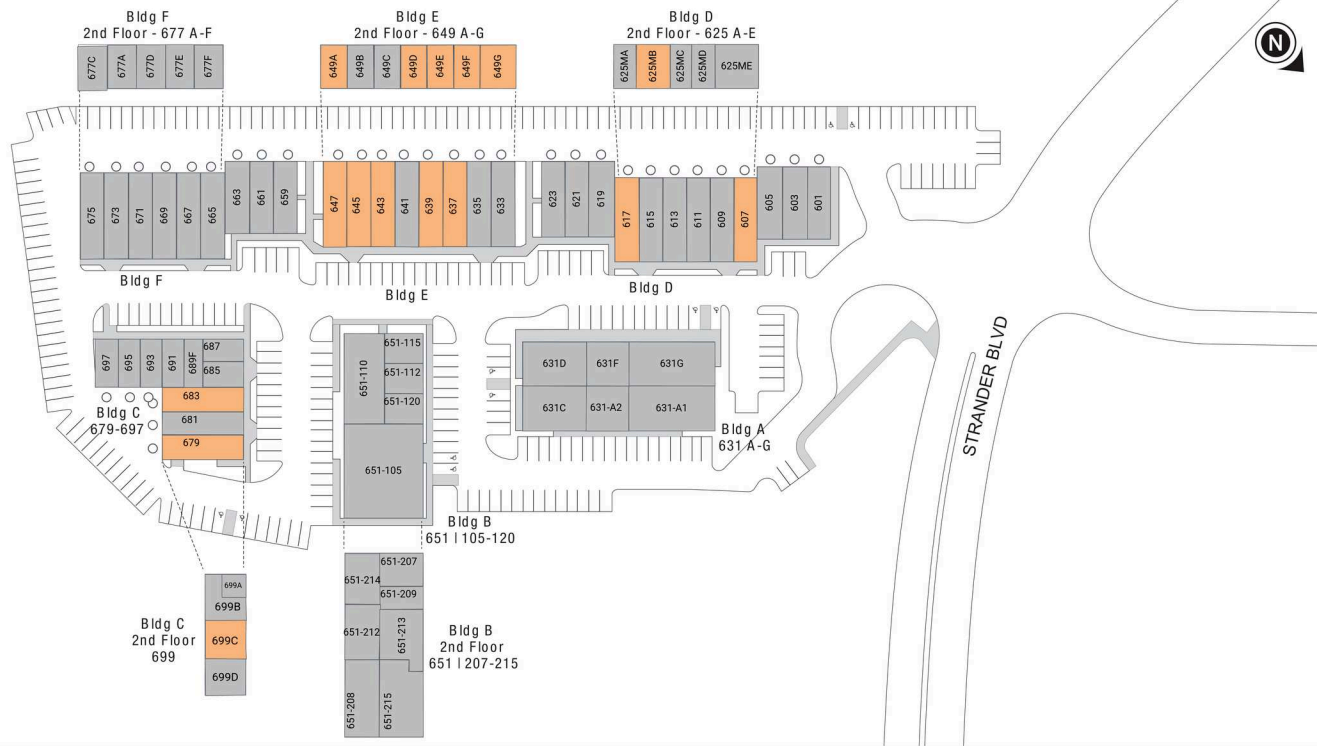 Bldg F
2nd Floor - 677 A-F
677C
677A
677D
677E
677F
Bldg E
2nd Floor - 649 A-G
649A
649B
649C
649D
649E
649F
649G
Bldg D
2nd Floor - 625 A-E
625MA
625MB
625MC
625MD
625ME
N
675
673
671
669
667
665
663
661
659
647
645
643
641
639
637
635
633
623
621
619
617
615
613
611
609
607
605
603
601
Bldg F
Bldg E
Bldg D
697
695
693
691
689F
687
685
683
681
679
Bldg C
679-697
651-110
651-115
651-112
651-120
651-105
631D
631F
631G
631C
631-A2
631-A1
Bldg A
631 A-G
STRANDER BLVD
Bldg B
651 | 105-120
699A
699B
699C
699D
Bldg C
2nd Floor
699
651-214
651-207
651-209
651-212
651-213
651-208
651-215
Bldg B
2nd Floor
651 | 207-215